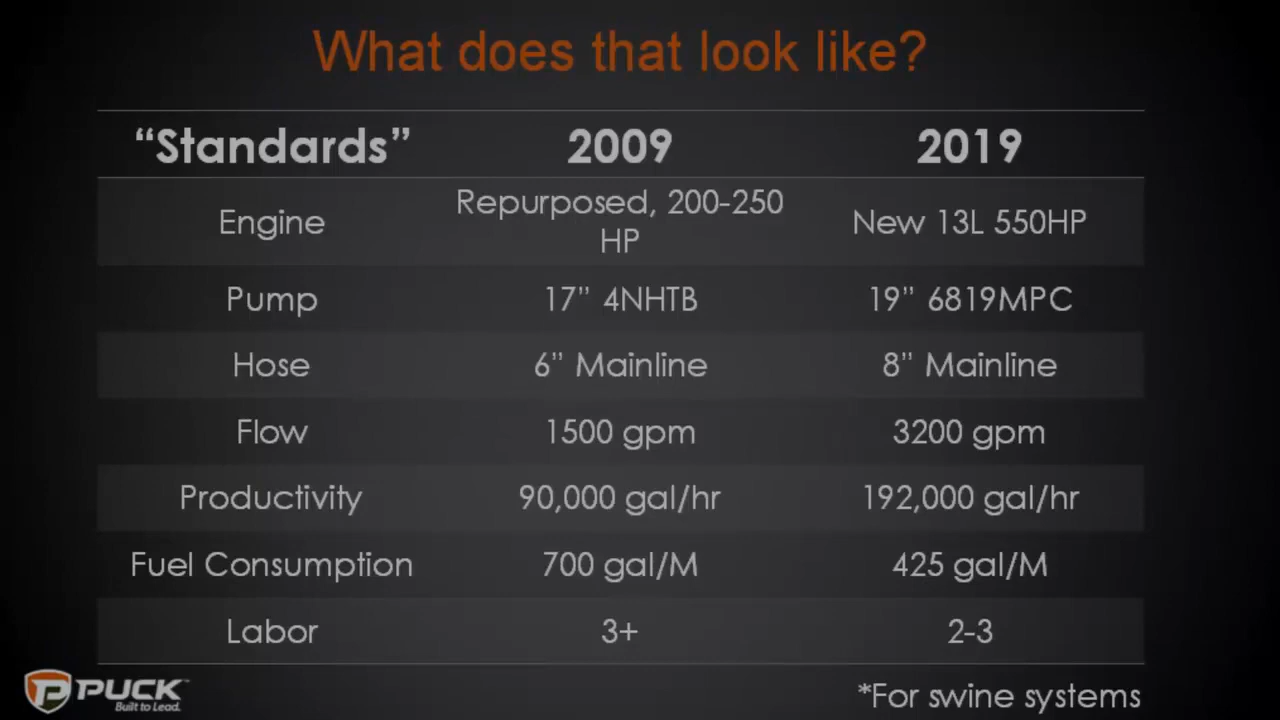 What does that look like?
“Standards” 2009 2019
Engine Repurposed, 200-250 HP New 13L 550HP
Pump 17” 4NHTB 19” 6819MPC
Hose 6” Mainline 8” Mainline
Flow 1500 gpm 3200 gpm
Productivity 90,000 gal/hr 192,000 gal/hr
Fuel Consumption 700 gal/M 425 gal/M
Labor 3+ 2-3
PUCK™
Built to Lead.
*For swine systems